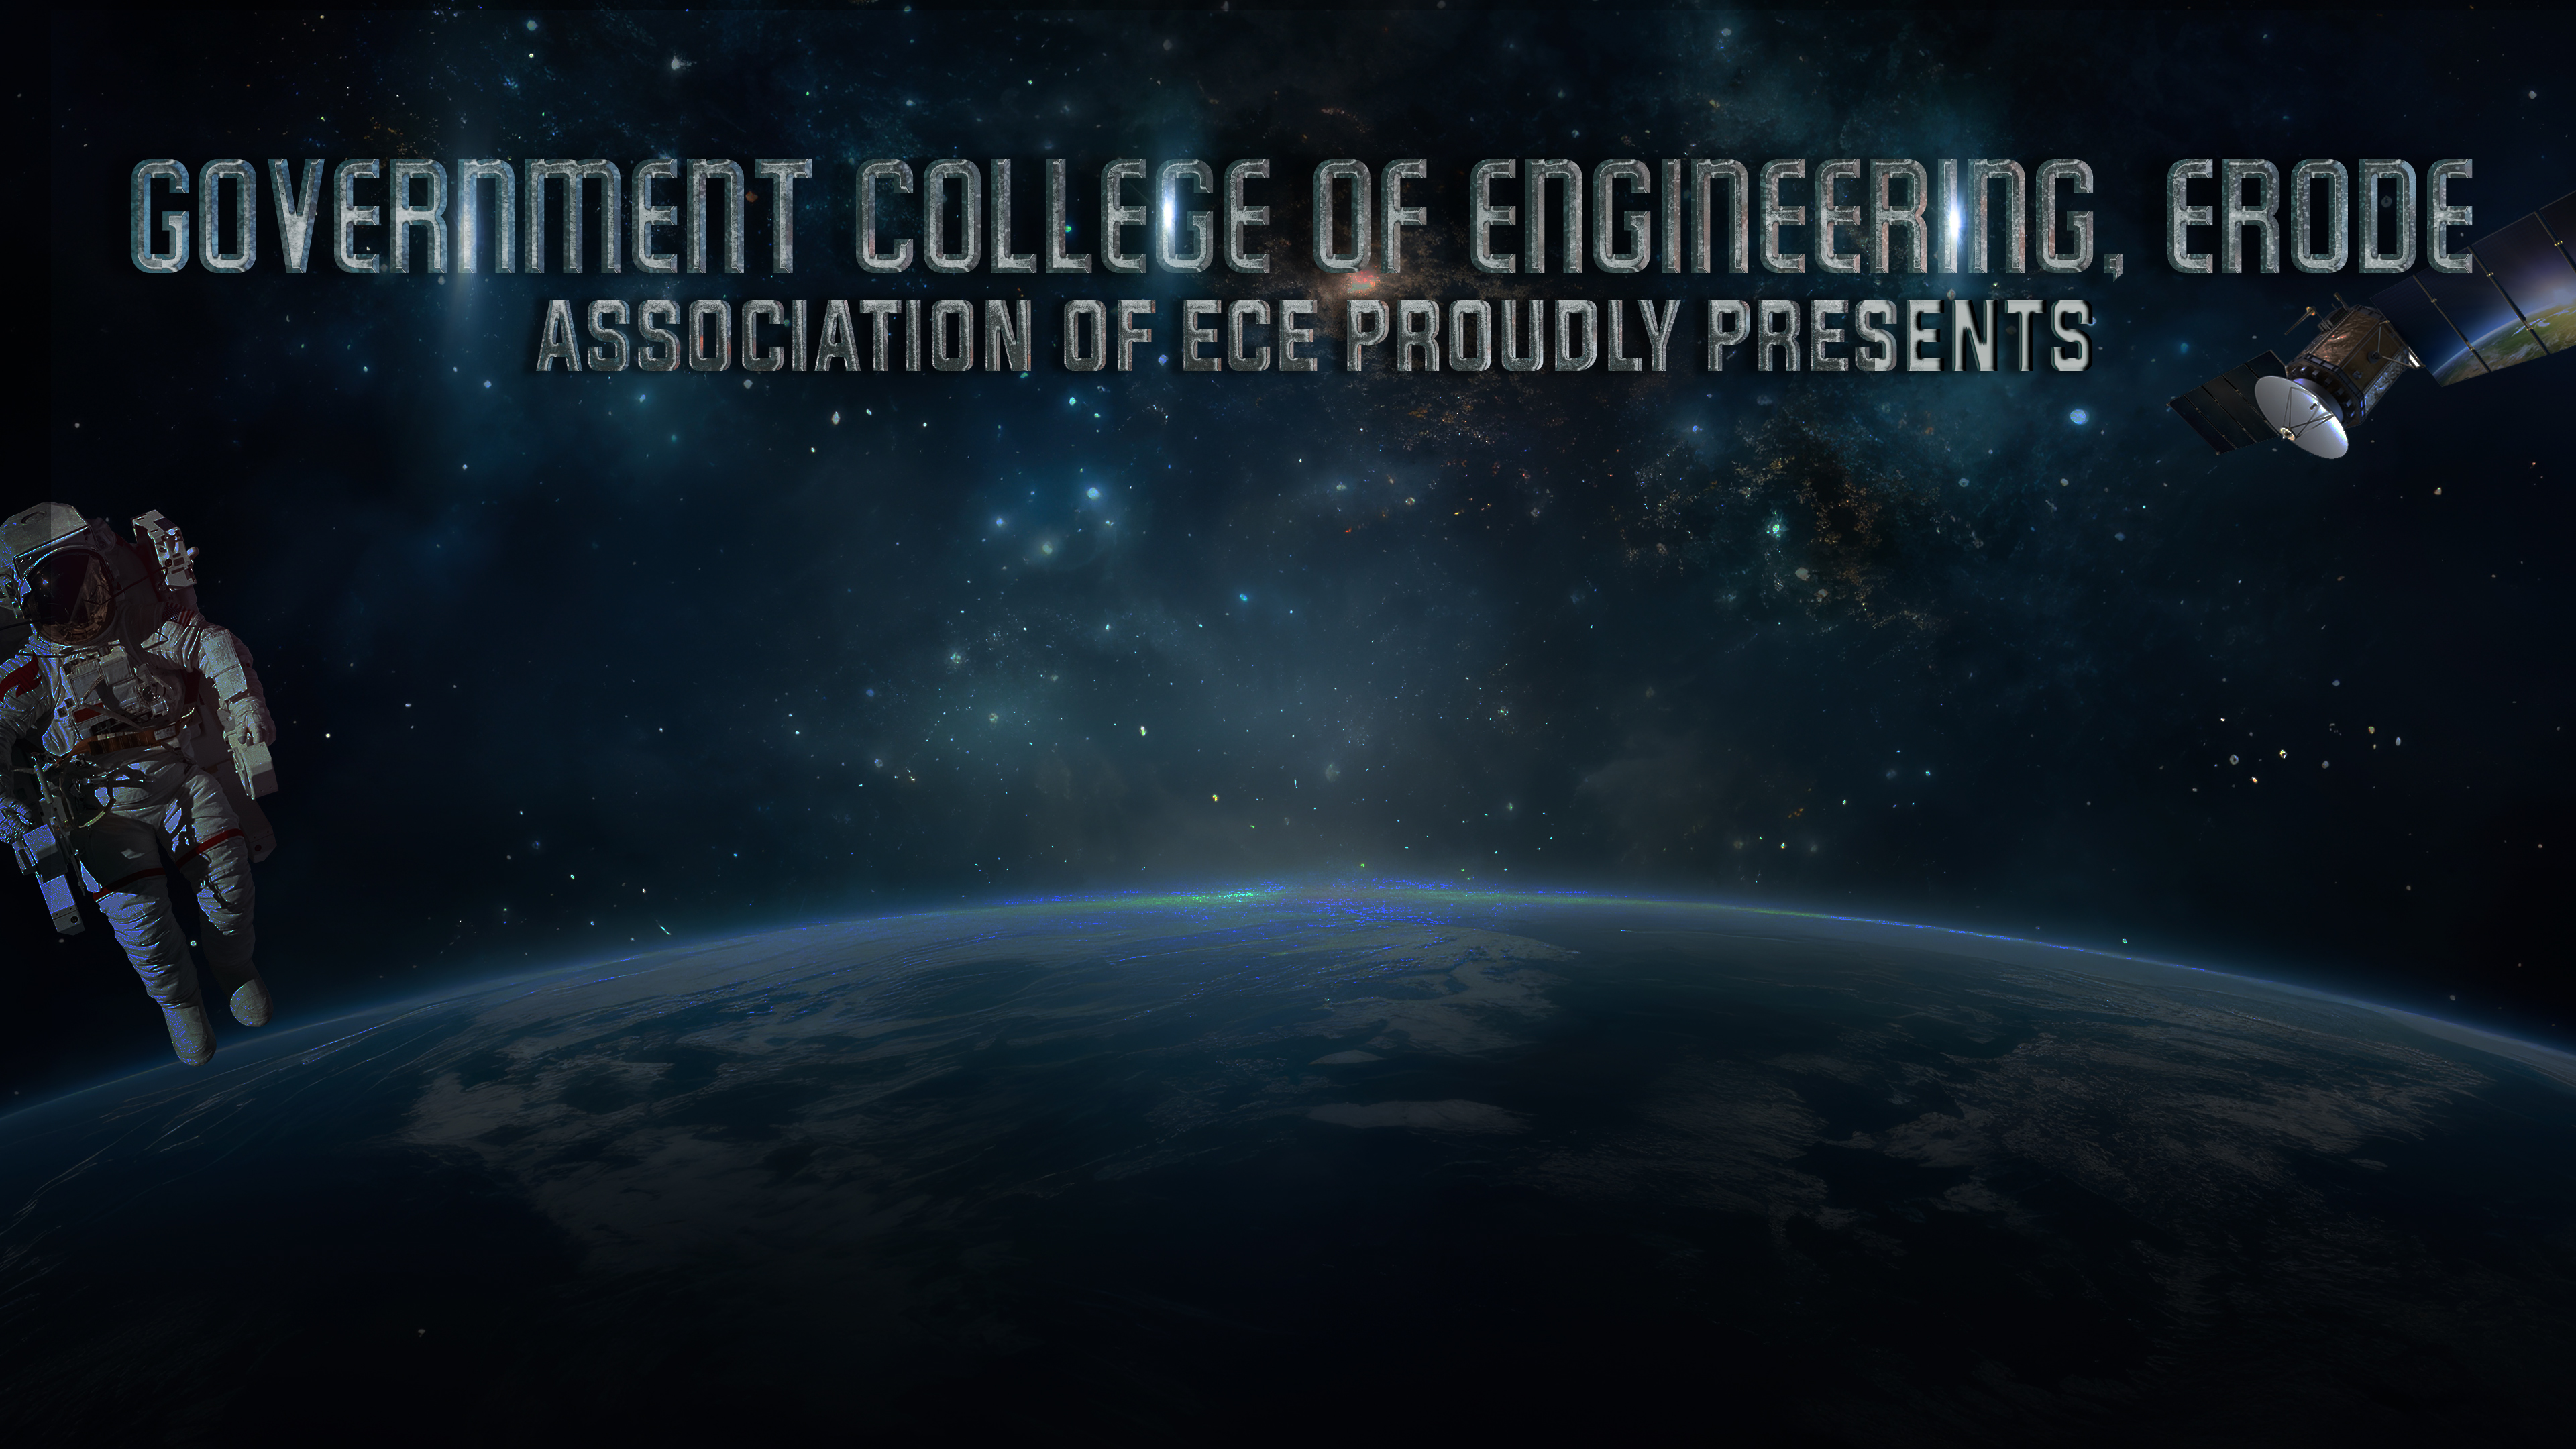 GOVERNMENT COLLEGE OF ENGINEERING, ERODE
ASSOCIATION OF ECE PROUDLY PRESENTS